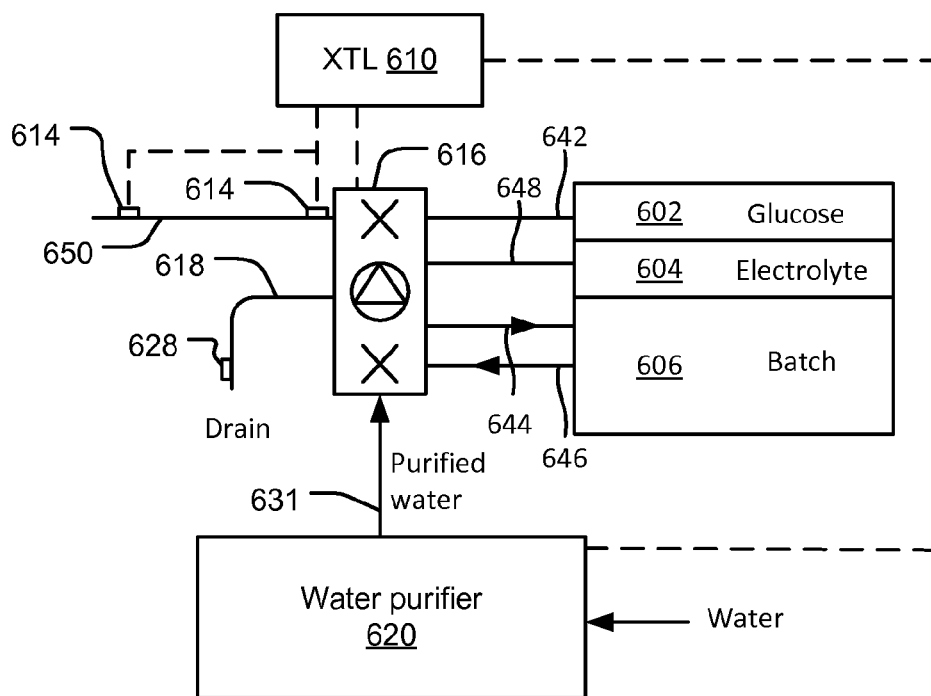 XTL 610
614
616
642
614
648
602 Glucose
650
618
604 Electrolyte
628
606 Batch
Drain
644
646
Purified
water
631
Water purifier
620
Water